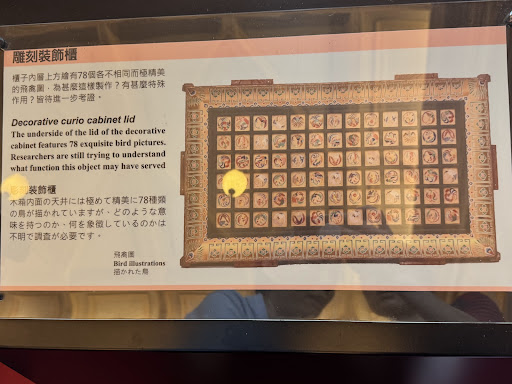 雕刻裝飾櫃
櫃子內層上方繪有78個各不相同而極精美
的飛禽圖，為甚麼這樣製作？有甚麼特殊
作用？皆待進一步考證。
Decorative curio cabinet lid
The underside of the lid of the decorative
cabinet features 78 exquisite bird pictures.
Researchers are still trying to understand
what function this object may have served
装飾櫃
木箱内面の天井には極めて精美に78種類
の鳥が描かれていますが、どのような意
味を持つのか、何を象徴しているのかは
不明で調査が必要です。
飛禽圖
Bird illustrations
描かれた鳥